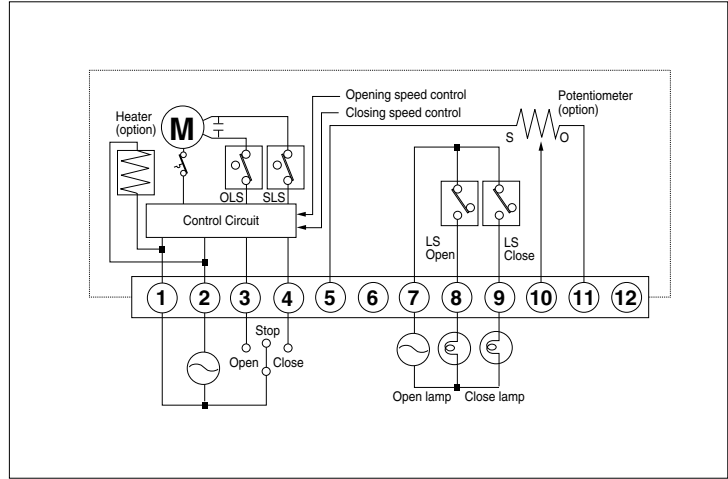 Opening speed control
Closing speed control
Potentiometer
(option)
Heater
(option)
M
S
O
OLS
SLS
Control Circuit
LS
Open
LS
Close
1
2
3
4
5
6
7
8
9
10
11
12
Stop
Open
Close
Open lamp
Close lamp